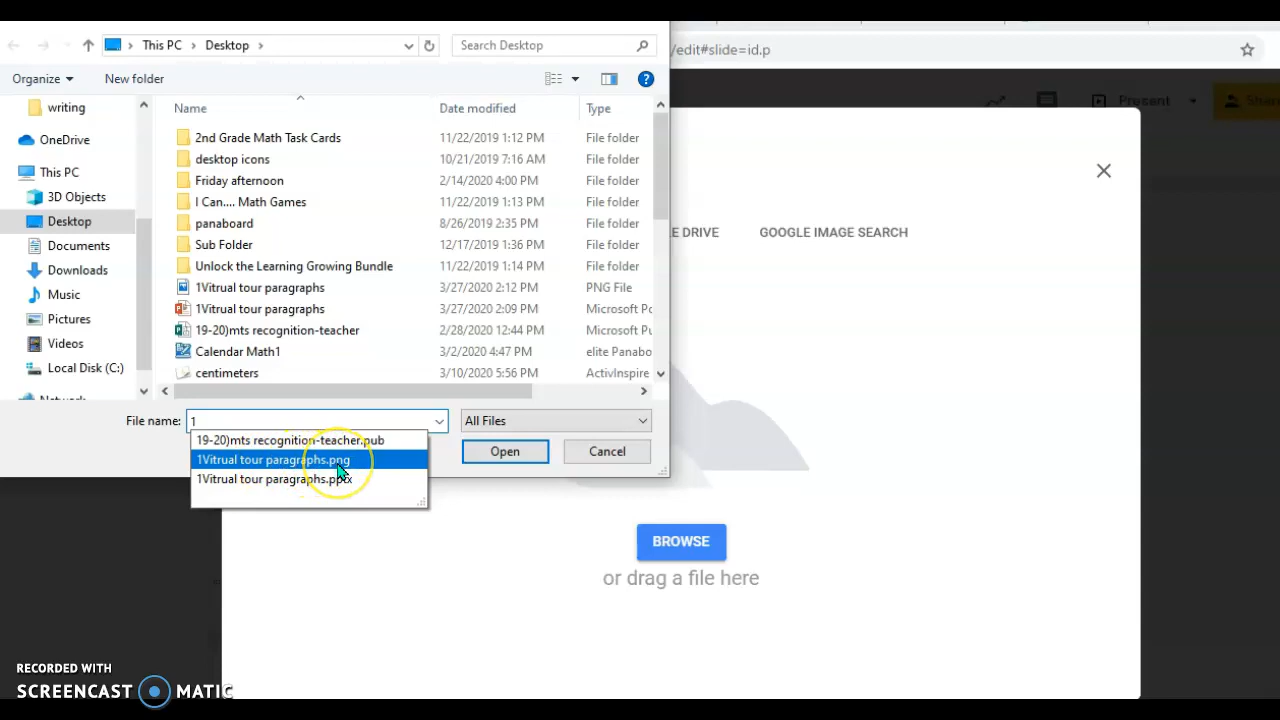 This PC > Desktop >
Search Desktop
/edit#slide=id.p
Organize
New folder
Present
Shar
writing
OneDrive
This PC
3D Objects
Desktop
Documents
Downloads
Music
Pictures
Videos
Local Disk (C:)
Name Date modified Type
2nd Grade Math Task Cards 11/22/2019 1:12 PM File folder
desktop icons 10/21/2019 7:16 AM File folder
Friday afternoon 2/14/2020 4:00 PM File folder
I Can.... Math Games 11/22/2019 1:13 PM File folder
panaboard 8/26/2019 2:35 PM File folder
Sub Folder 12/17/2019 1:36 PM File folder
Unlock the Learning Growing Bundle 11/22/2019 1:14 PM File folder
1Vitrual tour paragraphs 3/27/2020 2:12 PM PNG File
1Vitrual tour paragraphs 3/27/2020 2:09 PM Microsoft Po
19-20)mts recognition-teacher 2/28/2020 12:44 PM Microsoft Pu
Calendar Math1 3/2/2020 4:47 PM elite Panabo
centimeters 3/10/2020 5:56 PM ActivInspire
E DRIVE
GOOGLE IMAGE SEARCH
File name: 1
All Files
19-20)mts recognition-teacher.pub
1Vitrual tour paragraphs.png
1Vitrual tour paragraphs.pptx
Open
Cancel
BROWSE
or drag a file here
RECORDED WITH
SCREENCAST MATIC